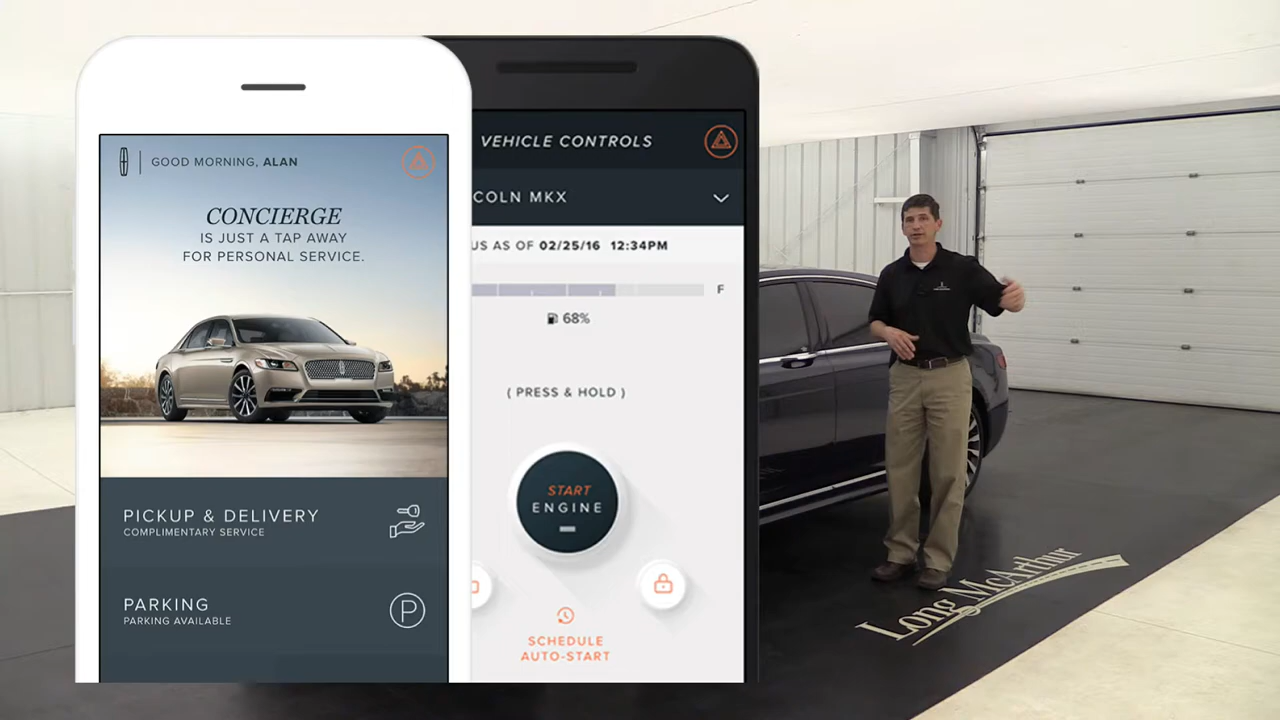 GOOD MORNING, ALAN
CONCIERGE
IS JUST A TAP AWAY
FOR PERSONAL SERVICE.
PICKUP & DELIVERY
COMPLIMENTARY SERVICE
PARKING
PARKING AVAILABLE
P
VEHICLE CONTROLS
COLN MKX
US AS OF 02/25/16 12:34PM
F
68%
( PRESS & HOLD )
START
ENGINE
SCHEDULE
AUTO-START
Long McArthur